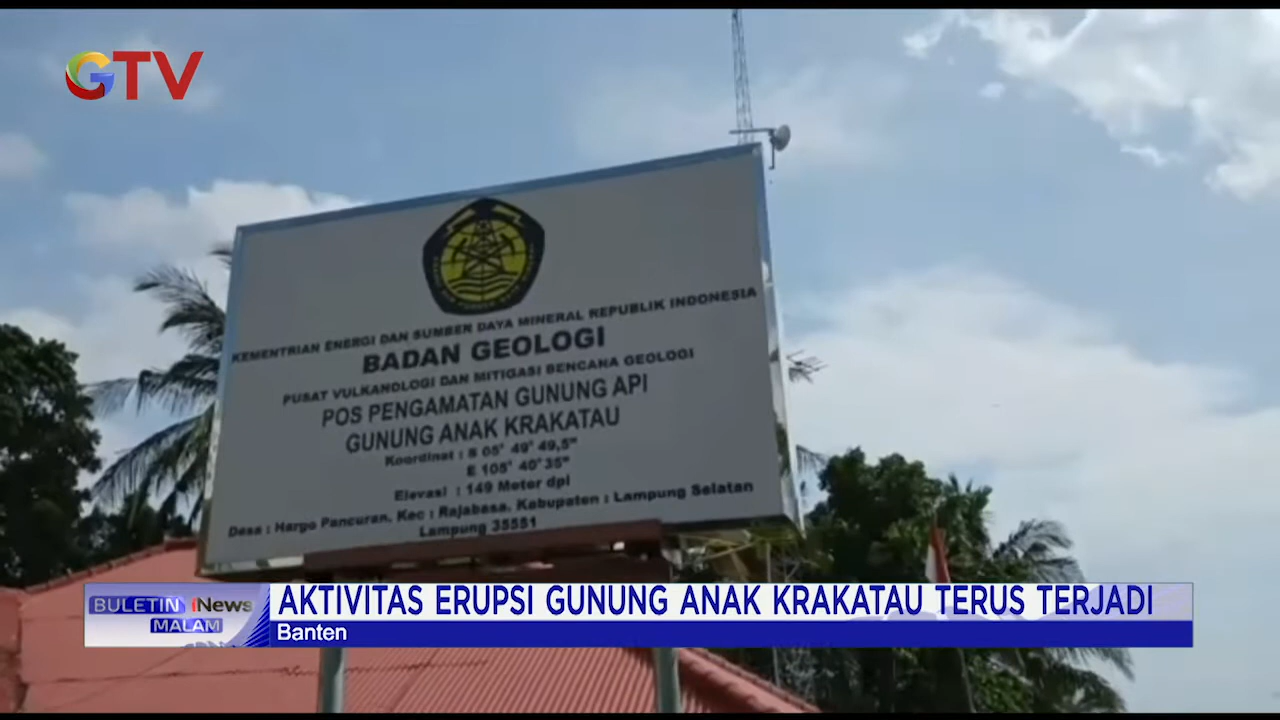 GTV
KEMENTRIAN ENERGI DAN SUMBER DAYA MINERAL REPUBLIK INDONESIA
BADAN GEOLOGI
PUSAT VULKANOLOGI DAN MITIGASI BENCANA GEOLOGI
POS PENGAMATAN GUNUNG API
GUNUNG ANAK KRAKATAU
Koordinat : S 05° 49' 49,5"
E 105° 40' 35"
Elevasi : 149 Meter dpl
Desa : Hargo Pancuran, Kec : Rajabasa, Kabupaten : Lampung Selatan
Lampung 35551
BULETIN iNews
MALAM
AKTIVITAS ERUPSI GUNUNG ANAK KRAKATAU TERUS TERJADI
Banten